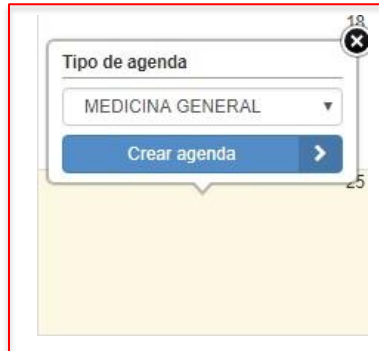 18
Tipo de agenda
MEDICINA GENERAL
Crear agenda
25